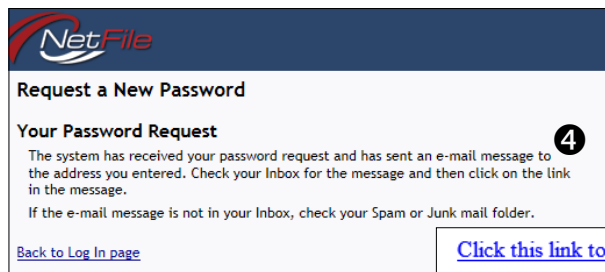 NetFile
Request a New Password
Your Password Request
❹
The system has received your password request and has sent an e-mail message to
the address you entered. Check your Inbox for the message and then click on the link
in the message.
If the e-mail message is not in your Inbox, check your Spam or Junk mail folder.
Back to Log In page
Click this link to